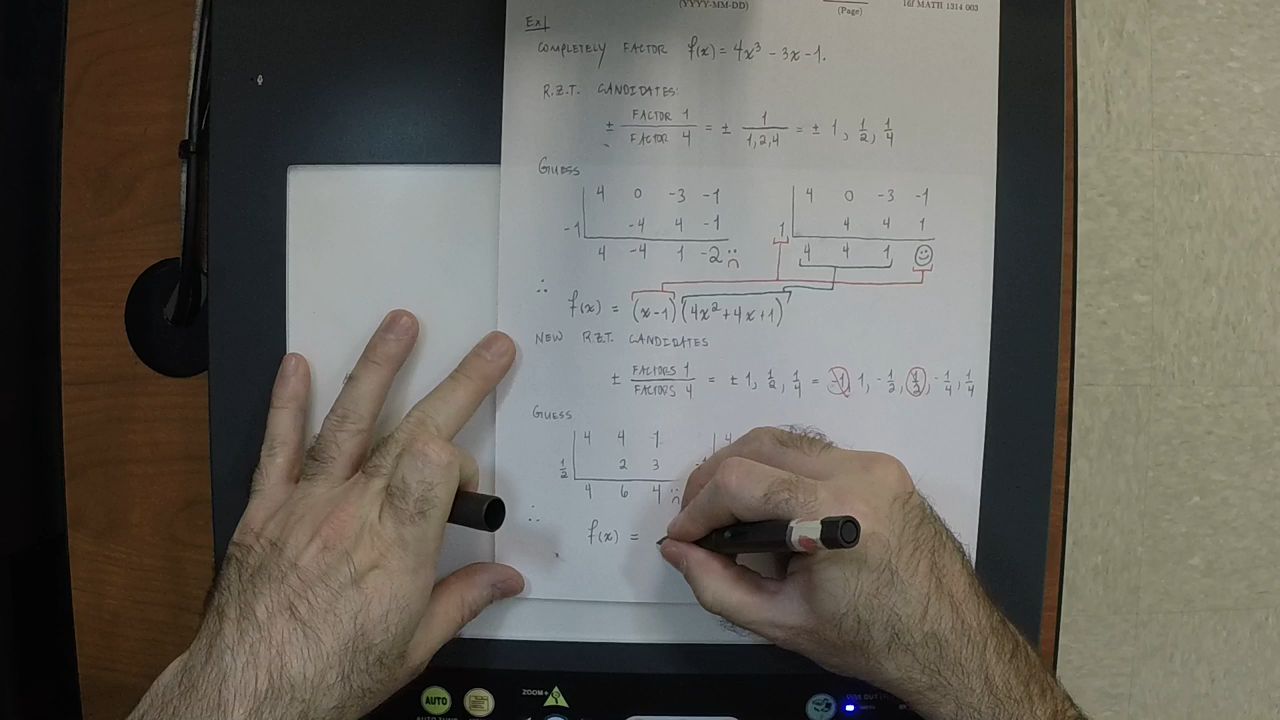 (YYYY-MM-DD) (Page) 16f MATH 1314 003
Ex1
COMPLETELY FACTOR f(x) = 4x³ - 3x - 1.
R.Z.T. CANDIDATES:
± FACTOR 1 / FACTOR 4 = ± 1 / 1,2,4 = ± 1, 1/2, 1/4
GUESS
4 0 -3 -1 4 0 -3 -1
-1 -4 4 -1 1 4 4 1
4 -4 1 -2 4 4 1
∴ f(x) = (x-1)(4x²+4x+1)
NEW R.Z.T. CANDIDATES
± FACTORS 1 / FACTORS 4 = ± 1, 1/2, 1/4 = -1, 1, -1/2, 1/2, -1/4, 1/4
GUESS
4 4 1 4
1/2 2 3
4 6 4
∴ f(x) =
AUTO
ZOOM+